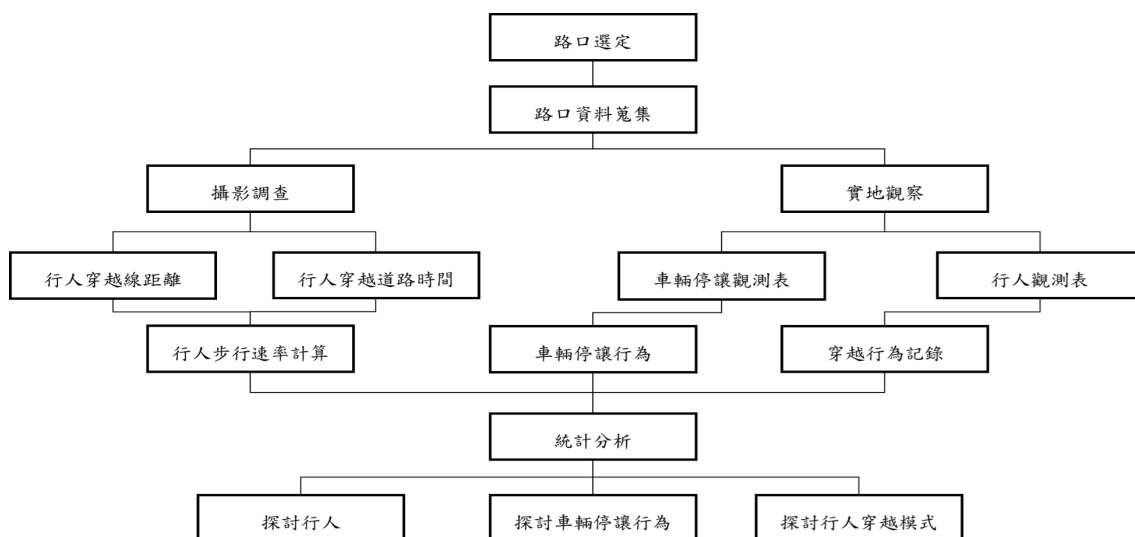 路口選定
路口資料蒐集
攝影調查
實地觀察
行人穿越線距離
行人穿越道路時間
車輛停讓觀測表
行人觀測表
行人步行速率計算
車輛停讓行為
穿越行為記錄
統計分析
探討行人
探討車輛停讓行為
探討行人穿越模式